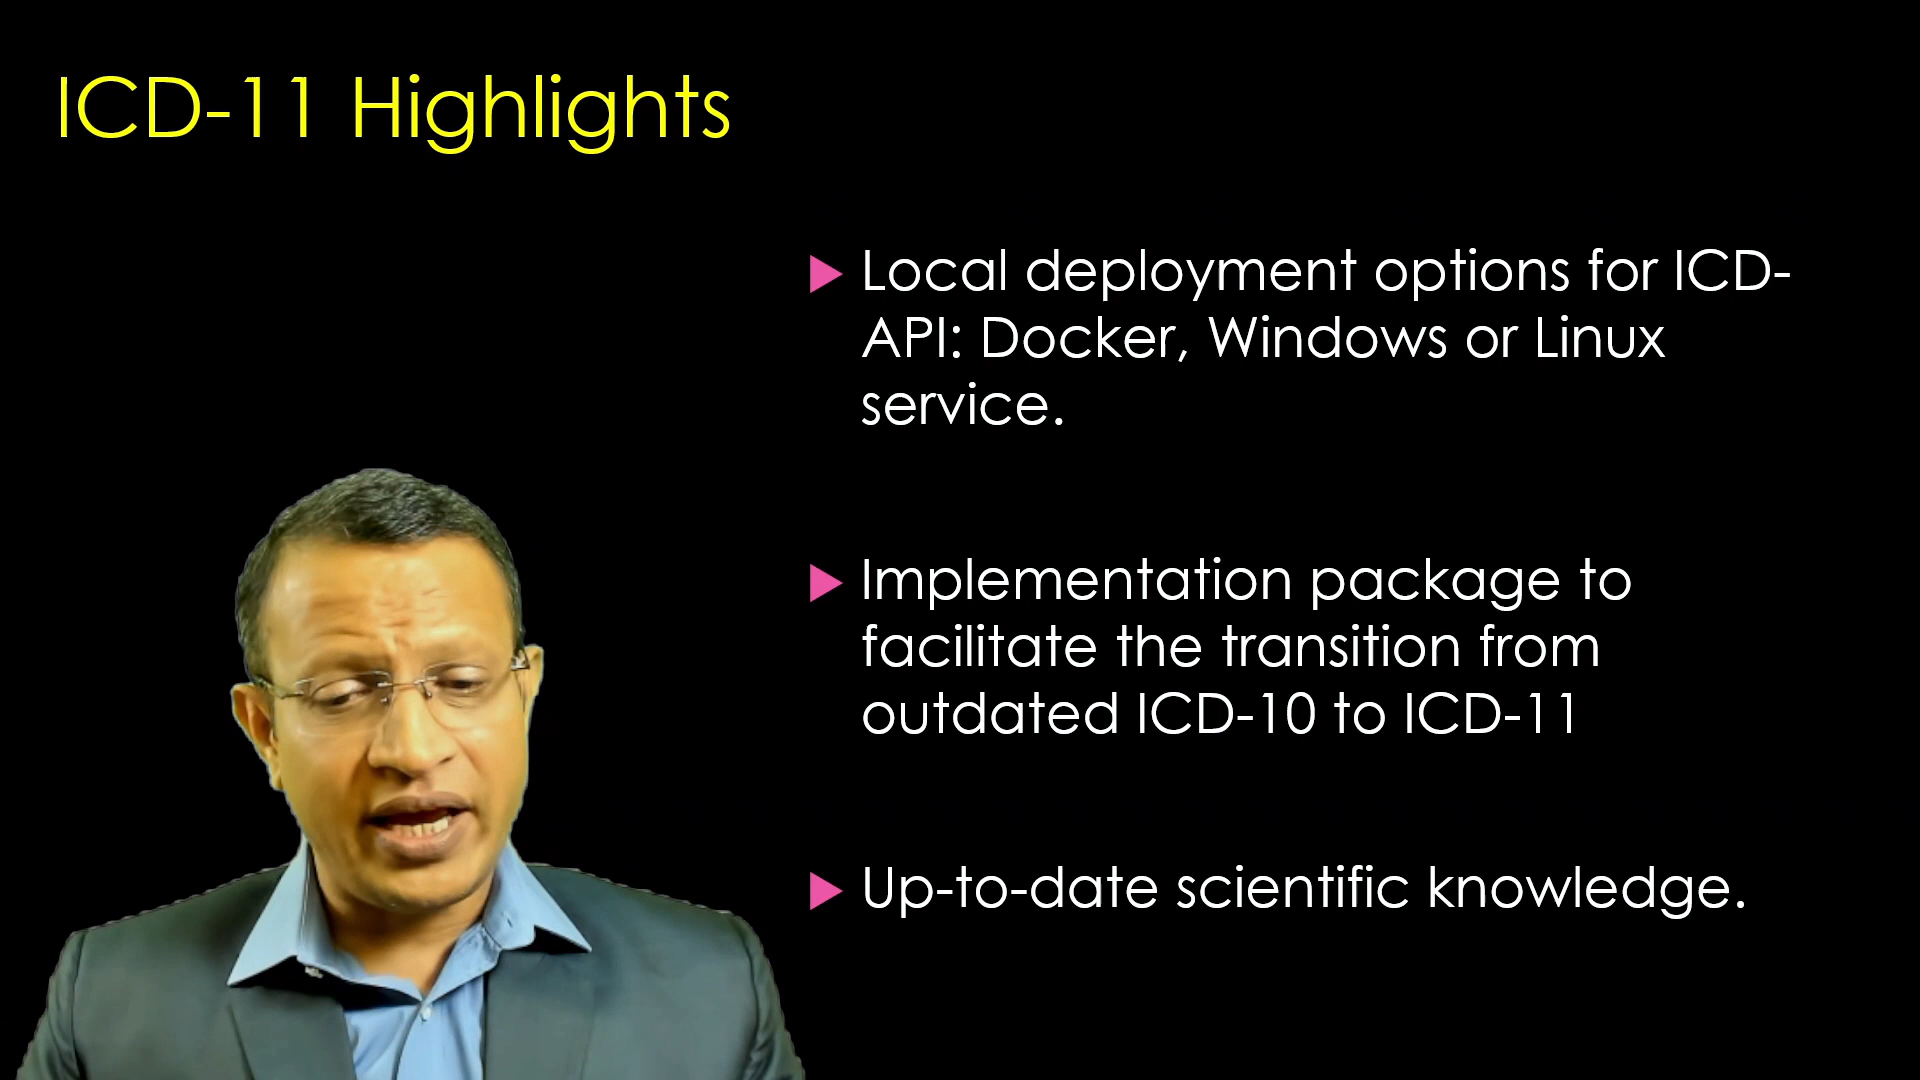 ICD-11 Highlights
Local deployment options for ICD-
API: Docker, Windows or Linux
service.
Implementation package to
facilitate the transition from
outdated ICD-10 to ICD-11
Up-to-date scientific knowledge.